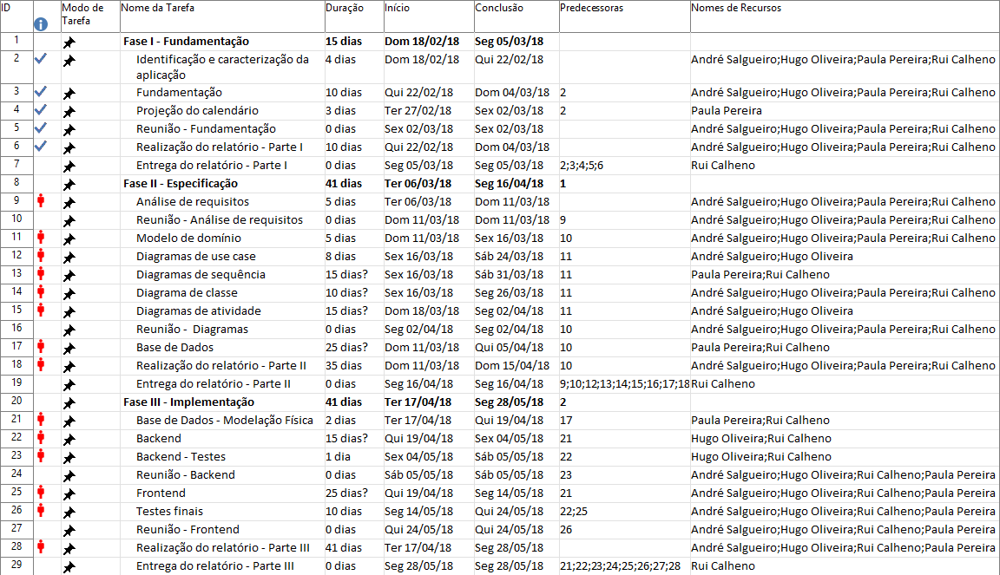 ID Modo de Tarefa Nome da Tarefa Duração Início Conclusão Predecessoras Nomes de Recursos
1 Fase I - Fundamentação 15 dias Dom 18/02/18 Seg 05/03/18
2 Identificação e caracterização da aplicação 4 dias Dom 18/02/18 Qui 22/02/18 André Salgueiro;Hugo Oliveira;Paula Pereira;Rui Calheno
3 Fundamentação 10 dias Qui 22/02/18 Dom 04/03/18 2 André Salgueiro;Hugo Oliveira;Paula Pereira;Rui Calheno
4 Projeção do calendário 3 dias Ter 27/02/18 Sex 02/03/18 2 Paula Pereira
5 Reunião - Fundamentação 0 dias Sex 02/03/18 Sex 02/03/18 André Salgueiro;Hugo Oliveira;Paula Pereira;Rui Calheno
6 Realização do relatório - Parte I 10 dias Qui 22/02/18 Dom 04/03/18 André Salgueiro;Hugo Oliveira;Paula Pereira;Rui Calheno
7 Entrega do relatório - Parte I 0 dias Seg 05/03/18 Seg 05/03/18 2;3;4;5;6 Rui Calheno
8 Fase II - Especificação 41 dias Ter 06/03/18 Seg 16/04/18 1
9 Análise de requisitos 5 dias Ter 06/03/18 Dom 11/03/18 André Salgueiro;Hugo Oliveira;Paula Pereira;Rui Calheno
10 Reunião - Análise de requisitos 0 dias Dom 11/03/18 Dom 11/03/18 9 André Salgueiro;Hugo Oliveira;Paula Pereira;Rui Calheno
11 Modelo de domínio 5 dias Dom 11/03/18 Sex 16/03/18 10 André Salgueiro;Hugo Oliveira;Paula Pereira;Rui Calheno
12 Diagramas de use case 8 dias Sex 16/03/18 Sáb 24/03/18 11 André Salgueiro;Hugo Oliveira
13 Diagramas de sequência 15 dias? Sex 16/03/18 Sáb 31/03/18 11 Paula Pereira;Rui Calheno
14 Diagrama de classe 10 dias? Sex 16/03/18 Seg 26/03/18 11 André Salgueiro;Hugo Oliveira;Paula Pereira;Rui Calheno
15 Diagramas de atividade 15 dias? Dom 18/03/18 Seg 02/04/18 11 André Salgueiro;Hugo Oliveira
16 Reunião - Diagramas 0 dias Seg 02/04/18 Seg 02/04/18 10 André Salgueiro;Hugo Oliveira;Paula Pereira;Rui Calheno
17 Base de Dados 25 dias? Dom 11/03/18 Qui 05/04/18 10 Paula Pereira;Rui Calheno
18 Realização do relatório - Parte II 35 dias Dom 11/03/18 Dom 15/04/18 10 André Salgueiro;Hugo Oliveira;Paula Pereira;Rui Calheno
19 Entrega do relatório - Parte II 0 dias Seg 16/04/18 Seg 16/04/18 9;10;12;13;14;15;16;17;18 Rui Calheno
20 Fase III - Implementação 41 dias Ter 17/04/18 Seg 28/05/18 2
21 Base de Dados - Modelação Física 2 dias Ter 17/04/18 Qui 19/04/18 17 Paula Pereira;Rui Calheno
22 Backend 15 dias? Qui 19/04/18 Sex 04/05/18 21 Hugo Oliveira;Rui Calheno
23 Backend - Testes 1 dia Sex 04/05/18 Sáb 05/05/18 22 Hugo Oliveira;Rui Calheno
24 Reunião - Backend 0 dias Sáb 05/05/18 Sáb 05/05/18 23 André Salgueiro;Hugo Oliveira;Rui Calheno;Paula Pereira
25 Frontend 25 dias? Qui 19/04/18 Seg 14/05/18 21 André Salgueiro;Hugo Oliveira;Rui Calheno;Paula Pereira
26 Testes finais 10 dias Seg 14/05/18 Qui 24/05/18 22;25 André Salgueiro;Hugo Oliveira;Rui Calheno;Paula Pereira
27 Reunião - Frontend 0 dias Qui 24/05/18 Qui 24/05/18 26 André Salgueiro;Hugo Oliveira;Rui Calheno;Paula Pereira
28 Realização do relatório - Parte III 41 dias Ter 17/04/18 Seg 28/05/18 André Salgueiro;Hugo Oliveira;Rui Calheno;Paula Pereira
29 Entrega do relatório - Parte III 0 dias Seg 28/05/18 Seg 28/05/18 21;22;23;24;25;26;27;28 Rui Calheno